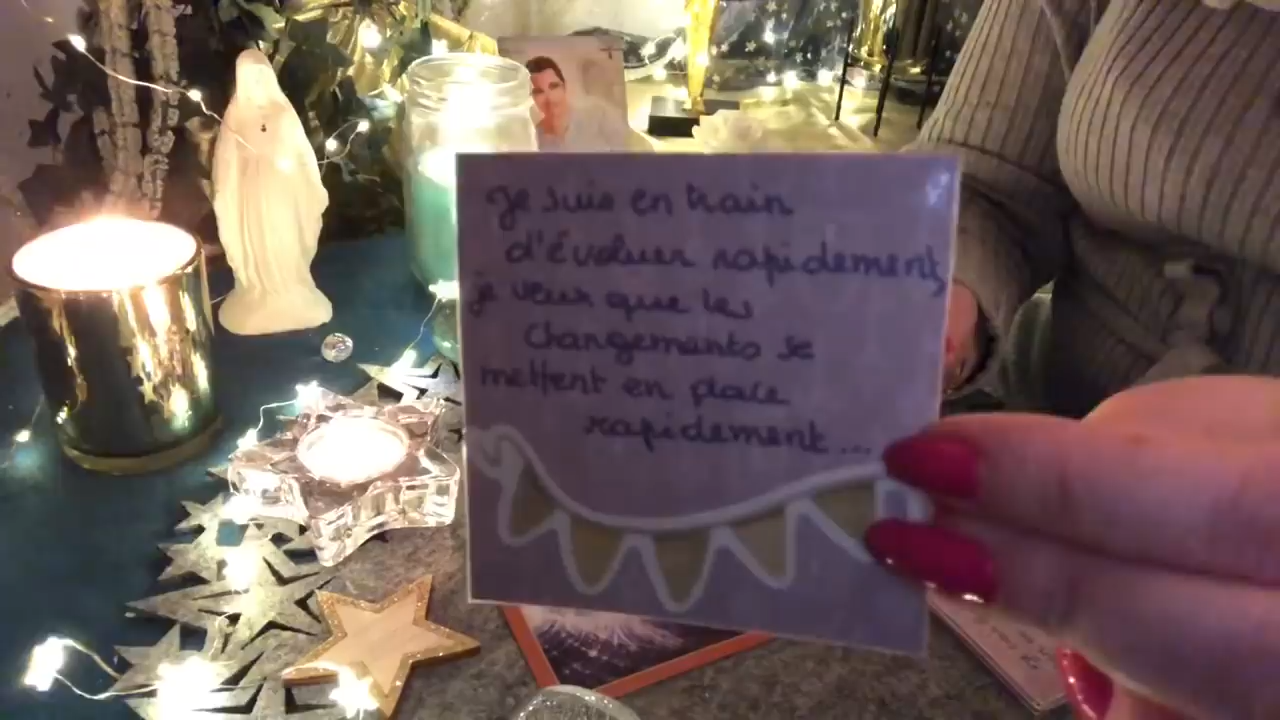 Je suis en train
d'évoluer rapidement,
je veux que les
changements se
mettent en place
rapidement...